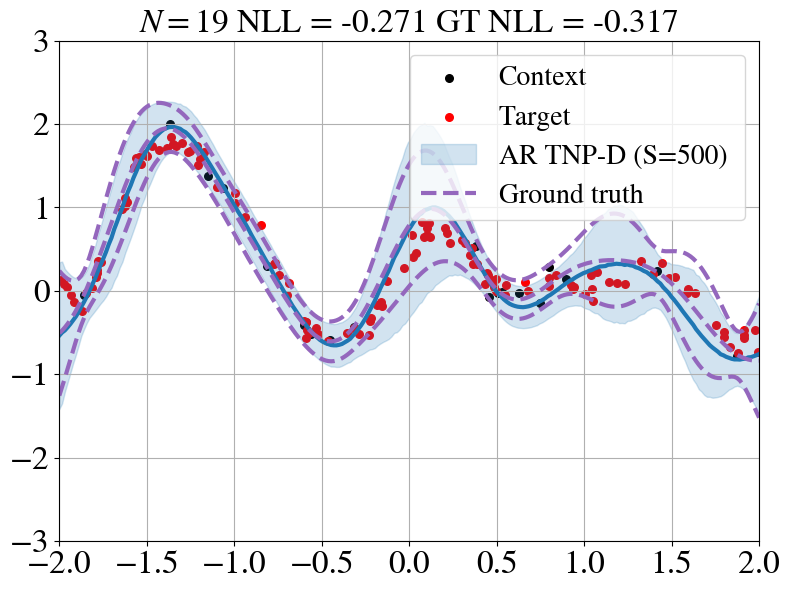 N = 19 NLL = -0.271 GT NLL = -0.317
Context
Target
AR TNP-D (S=500)
Ground truth
3
2
1
0
−1
−2
−3
−2.0 −1.5 −1.0 −0.5 0.0 0.5 1.0 1.5 2.0